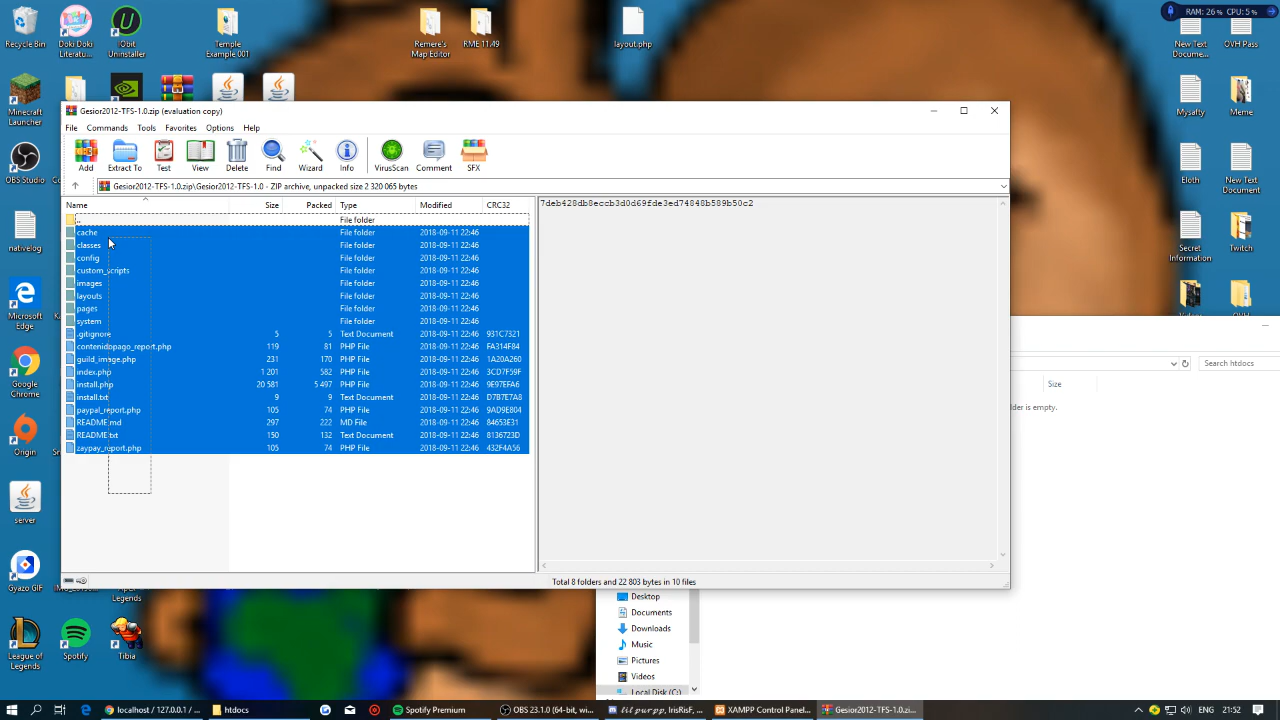 RAM: 26 % CPU: 5 %
Recycle Bin
Doki Doki
Literatu...
IObit
Uninstaller
Temple
Example 001
Remere's
Map Editor
RME 11.49
layout.php
New Text
Docume...
OVH Pass
Minecraft
Launcher
Mysafty
Meme
OBS Studio
Eloth
New Text
Document
nativelog
Secret
Information
Twitch
Microsoft
Edge
Videos
OVH
Google
Chrome
Origin
server
Gyazo GIF
Legends
League of
Legends
Spotify
Tibia
Gesior2012-TFS-1.0.zip (evaluation copy)
File Commands Tools Favorites Options Help
Add Extract To Test View Delete Find Wizard Info VirusScan Comment SFX
Gesior2012-TFS-1.0.zip\Gesior2012-TFS-1.0 - ZIP archive, unpacked size 2 320 065 bytes
Name Size Packed Type Modified CRC32
.. File folder
cache File folder 2018-09-11 22:46
classes File folder 2018-09-11 22:46
config File folder 2018-09-11 22:46
custom_scripts File folder 2018-09-11 22:46
images File folder 2018-09-11 22:46
layouts File folder 2018-09-11 22:46
pages File folder 2018-09-11 22:46
system File folder 2018-09-11 22:46
.gitignore 5 5 Text Document 2018-09-11 22:46 931C7321
contenidopago_report.php 119 81 PHP File 2018-09-11 22:46 FA314F84
guild_image.php 231 170 PHP File 2018-09-11 22:46 1A20A260
index.php 1 201 582 PHP File 2018-09-11 22:46 3CD7F59F
install.php 20 581 5 497 PHP File 2018-09-11 22:46 9E97EFA6
install.txt 9 9 Text Document 2018-09-11 22:46 D7B7E7A8
paypal_report.php 105 74 PHP File 2018-09-11 22:46 9AD9E804
README.md 297 222 MD File 2018-09-11 22:46 84653E31
README.txt 150 132 Text Document 2018-09-11 22:46 8136723D
zaypay_report.php 105 74 PHP File 2018-09-11 22:46 432F4A56
7deb428db8eccb3d0d69fde3ed74848b589b50c2
Total 8 folders and 22 803 bytes in 10 files
Search htdocs
Size
lder is empty.
Desktop
Documents
Downloads
Music
Pictures
Videos
Local Disk (C:)
localhost / 127.0.0.1 / ...
htdocs
Spotify Premium
OBS 23.1.0 (64-bit, wi...
lil purpp, IrisRisF, ...
XAMPP Control Panel...
Gesior2012-TFS-1.0.zi...
ENG
21:52